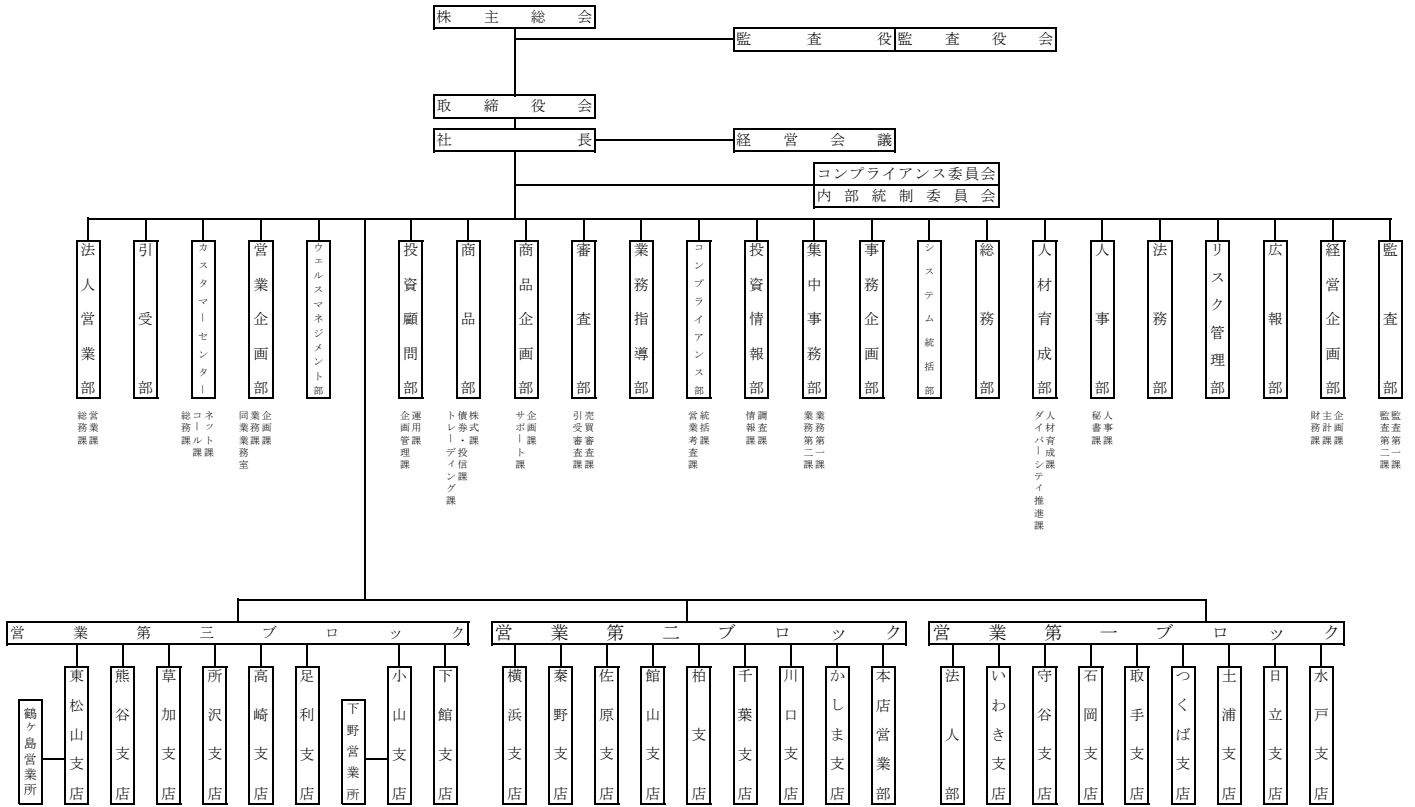 株主総会
監査役
監査役会
取締役会
社長
経営会議
コンプライアンス委員会
内部統制委員会
監査部
経営企画部
広報部
リスク管理部
法務部
人事部
人材育成部
総務部
システム統括部
事務企画部
集中事務部
投資情報部
コンプライアンス部
業務指導部
審査部
商品企画部
商品部
投資顧問部
ウェルスマネジメント部
営業企画部
カスタマーセンター
引受部
法人営業部
監査第一課
監査第二課
企画課
主計課
財務課
人事課
秘書課
人材育成課
ダイバーシティ推進課
業務第一課
業務第二課
調査課
情報課
統括課
営業考査課
売買審査課
引受審査課
企画課
サポート課
株式課
債券・投信課
トレーディング課
運用課
企画管理課
企画課
業務課
同業業務室
ネット課
コール課
総務課
営業課
総務課
営業第一ブロック
営業第二ブロック
営業第三ブロック
水戸支店
日立支店
土浦支店
つくば支店
取手支店
石岡支店
守谷支店
いわき支店
法人部
本店営業部
かしま支店
川口支店
千葉支店
柏支店
館山支店
佐原支店
秦野支店
横浜支店
下館支店
小山支店
下野営業所
足利支店
高崎支店
所沢支店
草加支店
熊谷支店
東松山支店
鶴ヶ島営業所